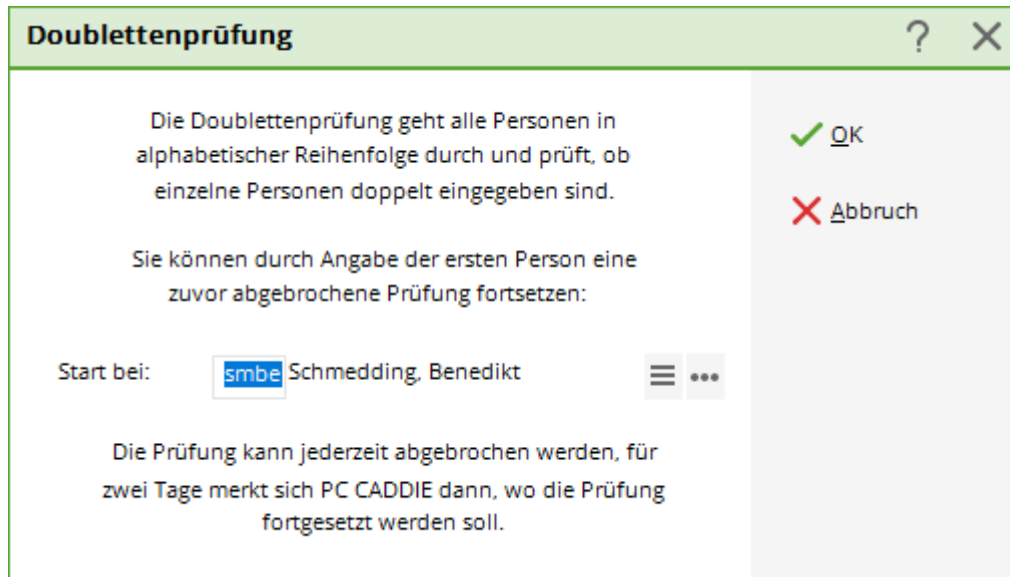 Doublettenprüfung
Die Doublettenprüfung geht alle Personen in
alphabetischer Reihenfolge durch und prüft, ob
einzelne Personen doppelt eingegeben sind.
Sie können durch Angabe der ersten Person eine
zuvor abgebrochene Prüfung fortsetzen:
Start bei: smbe Schmedding, Benedikt
Die Prüfung kann jederzeit abgebrochen werden, für
zwei Tage merkt sich PC CADDIE dann, wo die Prüfung
fortgesetzt werden soll.
OK
Abbruch